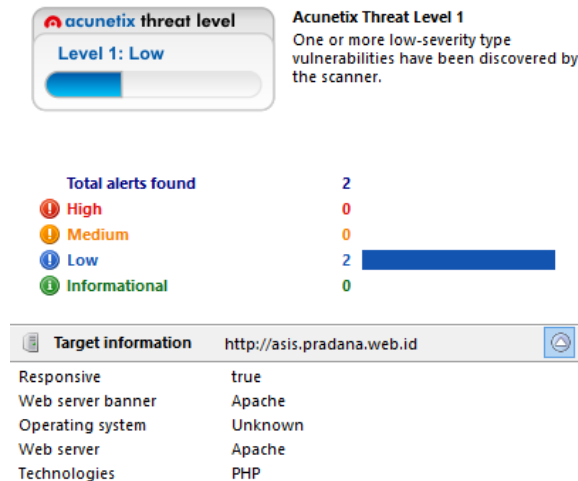 acunetix threat level
Level 1: Low
Acunetix Threat Level 1
One or more low-severity type
vulnerabilities have been discovered by
the scanner.
Total alerts found 2
High 0
Medium 0
Low 2
Informational 0
Target information http://asis.pradana.web.id
Responsive true
Web server banner Apache
Operating system Unknown
Web server Apache
Technologies PHP